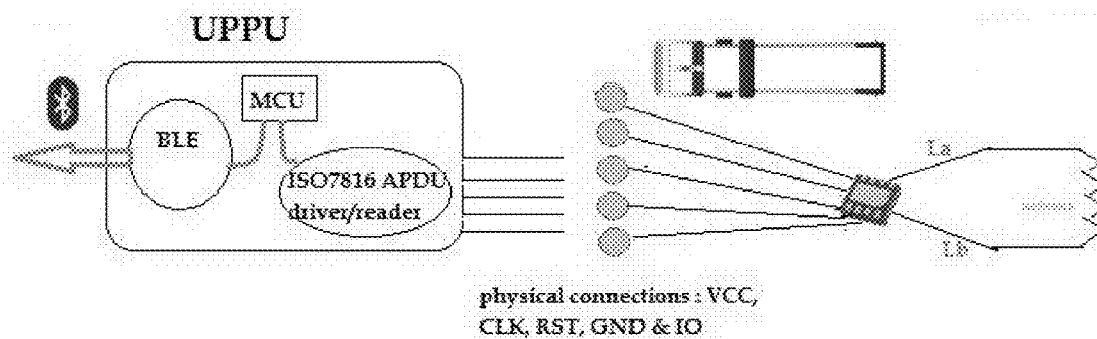 UPPU
MCU
BLE
ISO7816 APDU
driver/reader
La
Lb
physical connections : VCC,
CLK, RST, GND & IO